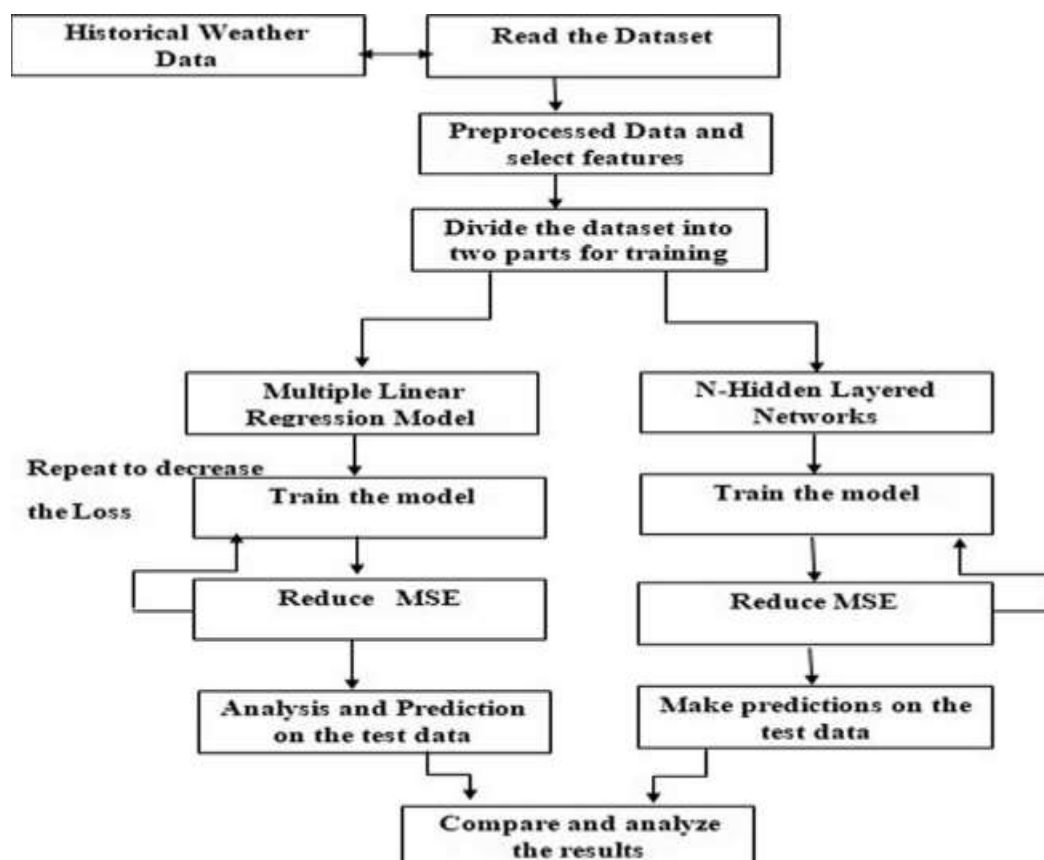 Historical Weather
Data
Read the Dataset
Preprocessed Data and
select features
Divide the dataset into
two parts for training
Multiple Linear
Regression Model
N-Hidden Layered
Networks
Repeat to decrease
the Loss
Train the model
Train the model
Reduce MSE
Reduce MSE
Analysis and Prediction
on the test data
Make predictions on the
test data
Compare and analyze
the results